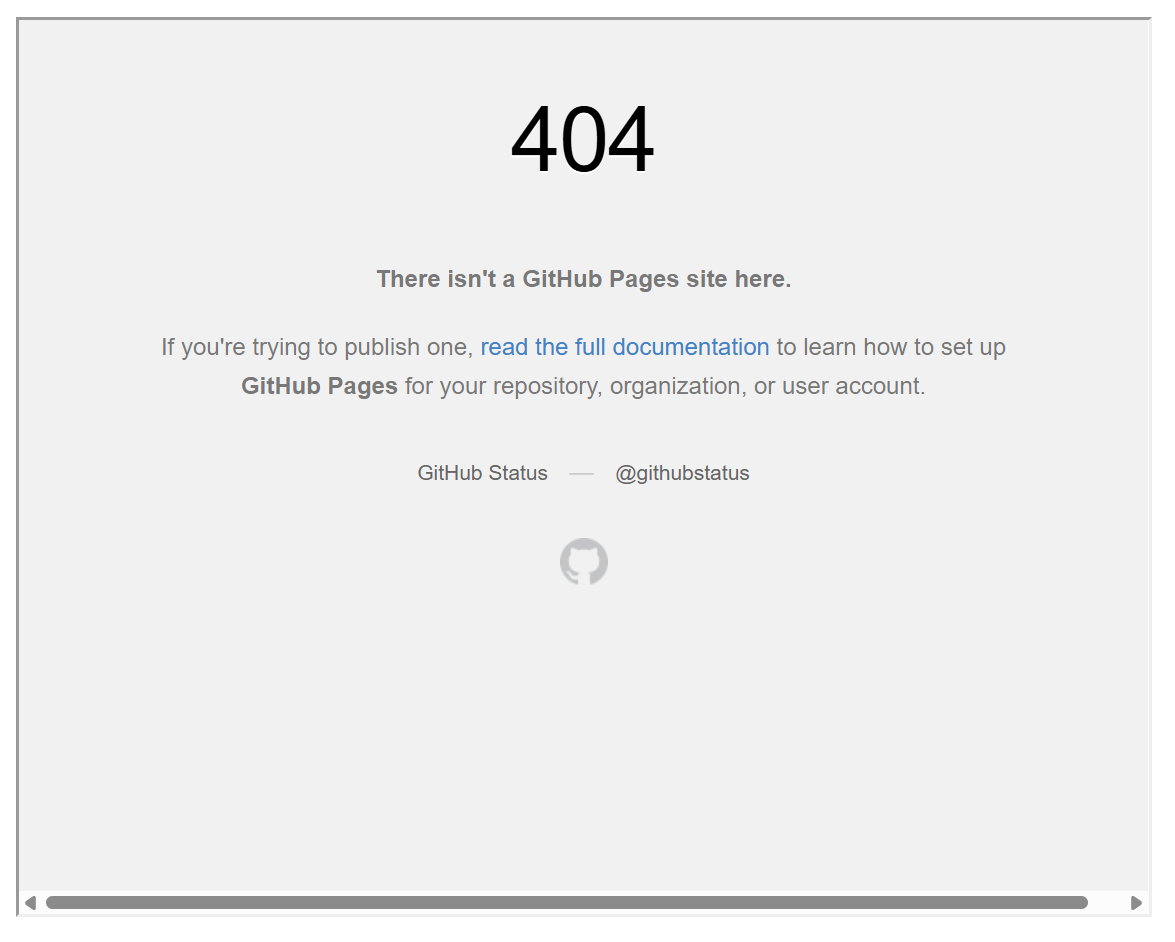 404
There isn't a GitHub Pages site here.
If you're trying to publish one, read the full documentation to learn how to set up
GitHub Pages for your repository, organization, or user account.
GitHub Status — @githubstatus